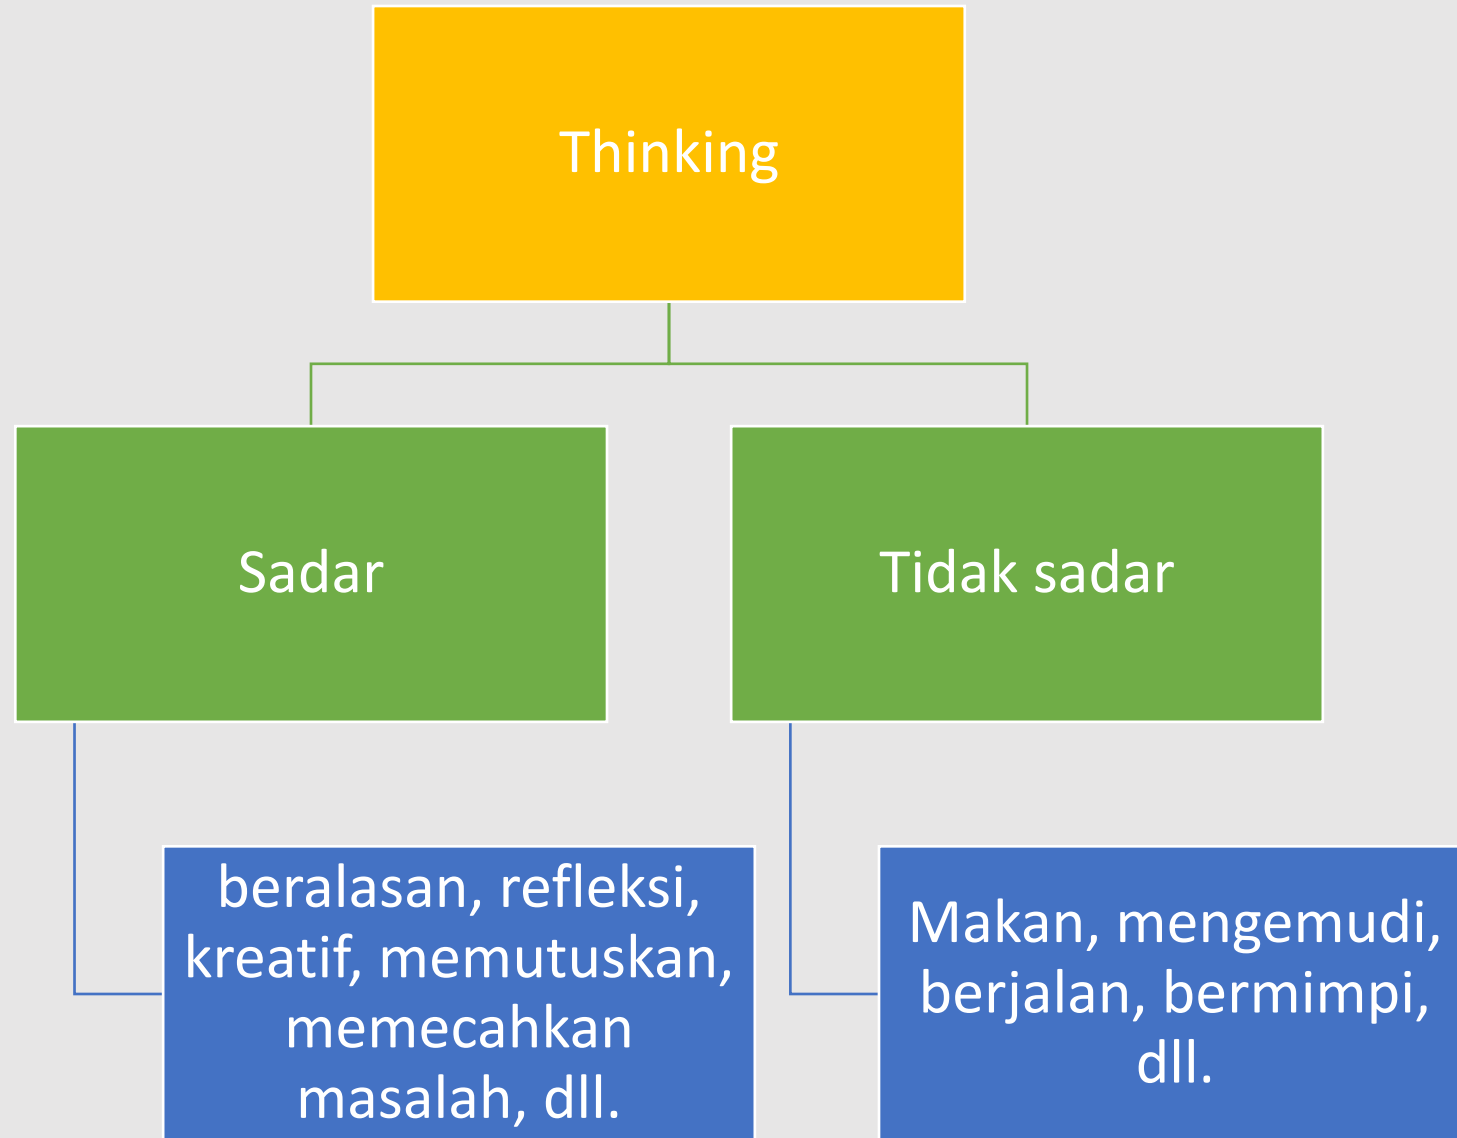 Thinking
Sadar
Tidak sadar
beralasan, refleksi,
kreatif, memutuskan,
memecahkan
masalah, dll.
Makan, mengemudi,
berjalan, bermimpi,
dll.